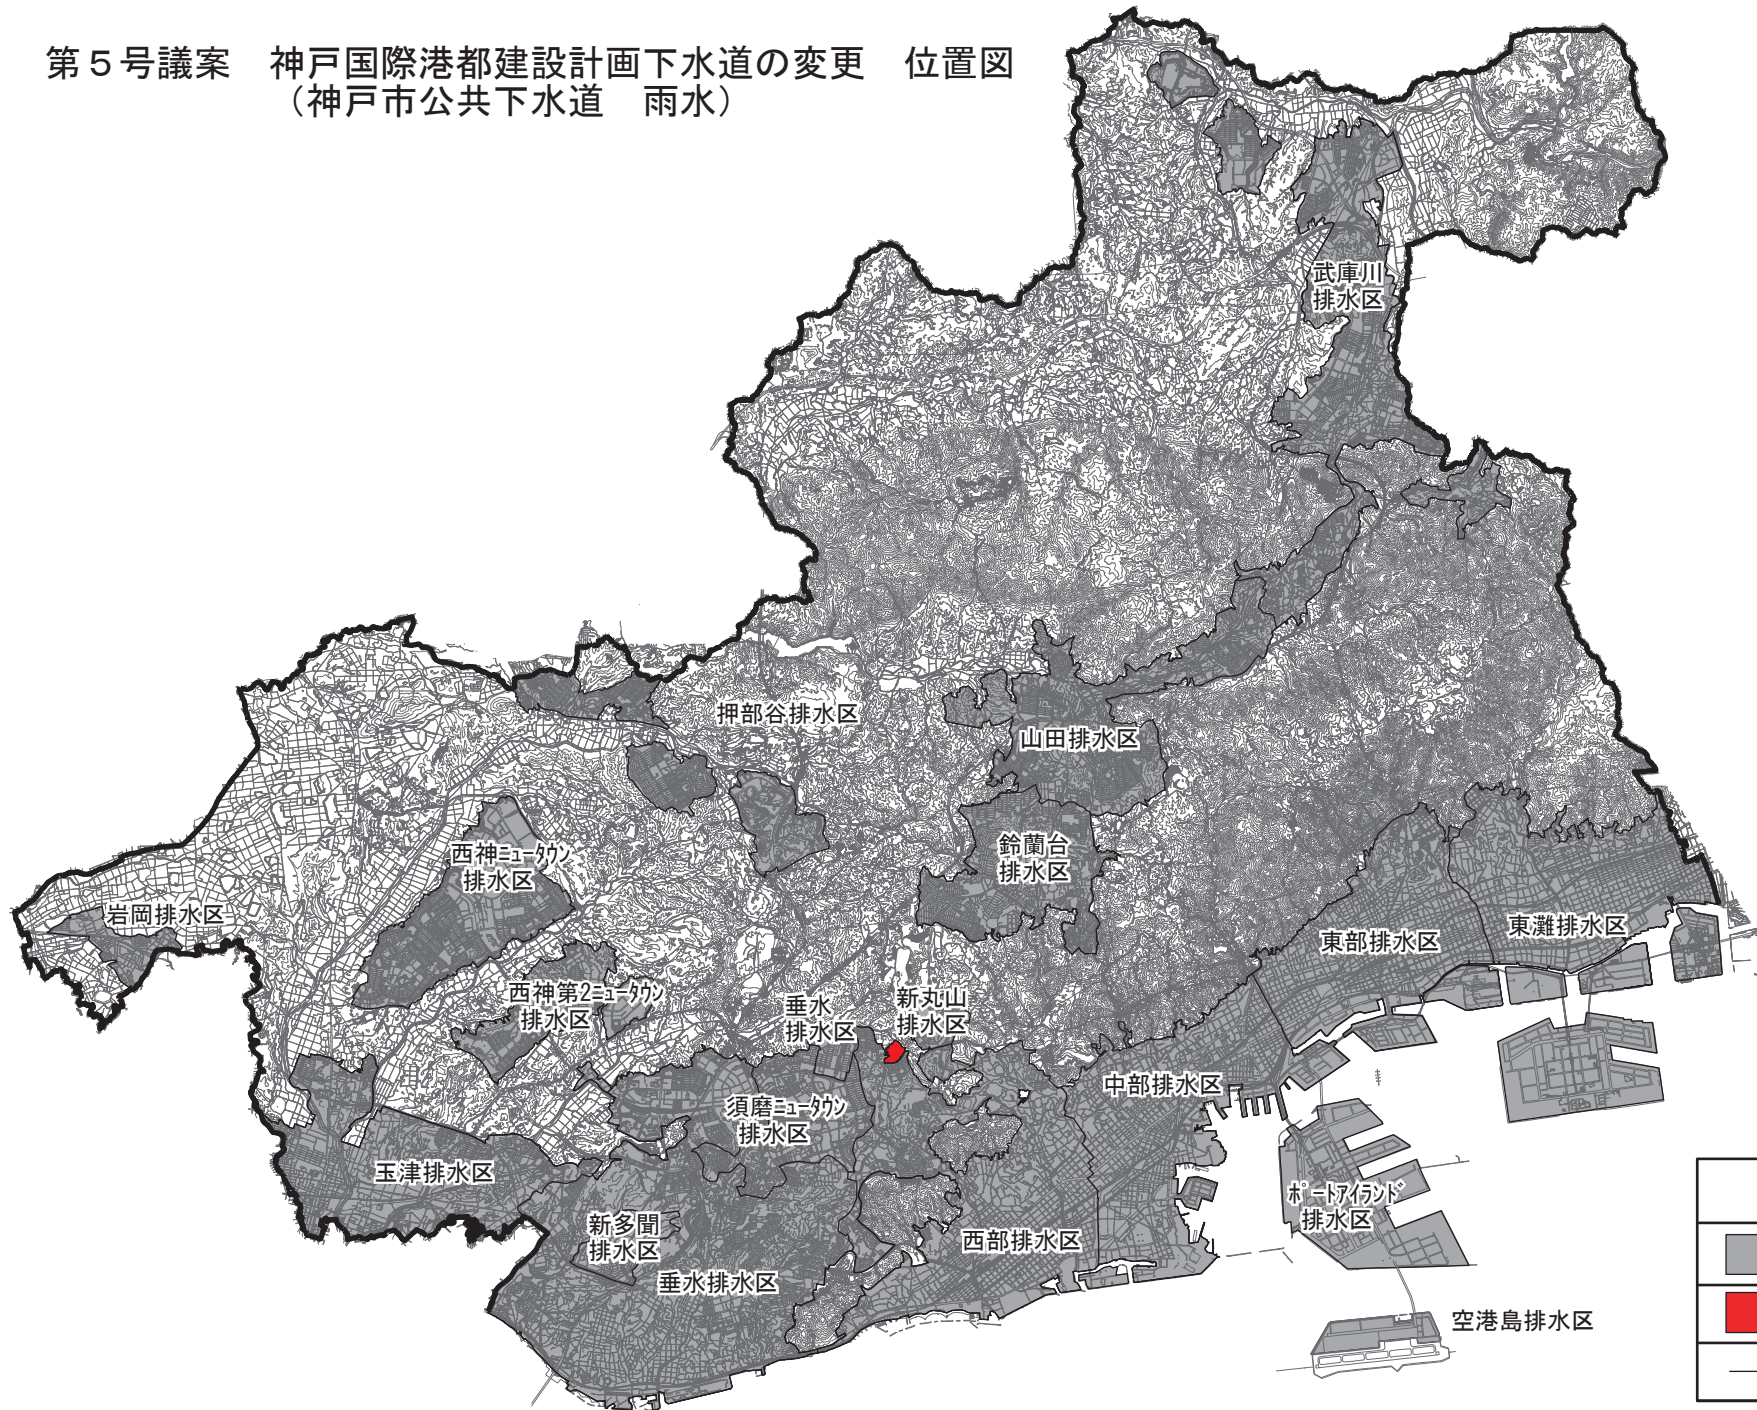 第５号議案　神戸国際港都建設計画下水道の変更　位置図
（神戸市公共下水道　雨水）
武庫川
排水区
押部谷排水区
山田排水区
鈴蘭台
排水区
西神ﾆｭｰﾀｳﾝ
排水区
岩岡排水区
東部排水区
東灘排水区
西神第2ﾆｭｰﾀｳﾝ
排水区
垂水
排水区
新丸山
排水区
中部排水区
須磨ﾆｭｰﾀｳﾝ
排水区
玉津排水区
ﾎﾟｰﾄｱｲﾗﾝﾄﾞ
排水区
新多聞
排水区
西部排水区
垂水排水区
空港島排水区